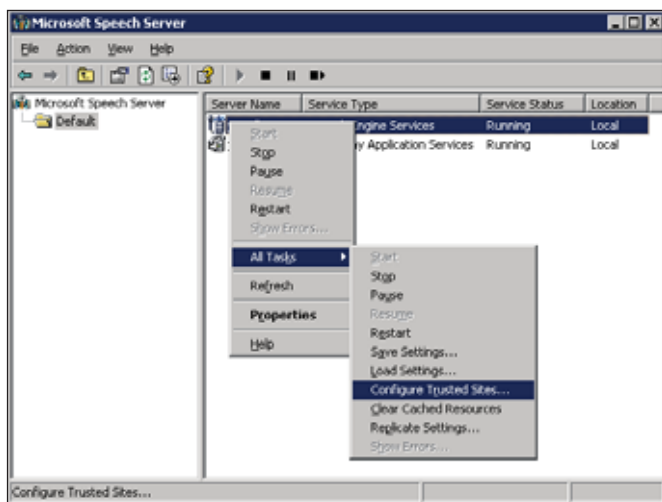 Microsoft Speech Server
File Action View Help
Microsoft Speech Server
Default
Server Name Service Type Service Status Location
Engine Services Running Local
Application Services Running Local
Start
Stop
Pause
Resume
Restart
Show Errors...
All Tasks
Refresh
Properties
Help
Start
Stop
Pause
Resume
Restart
Save Settings...
Load Settings...
Configure Trusted Sites...
Clear Cached Resources
Replicate Settings...
Show Errors...
Configure Trusted Sites...